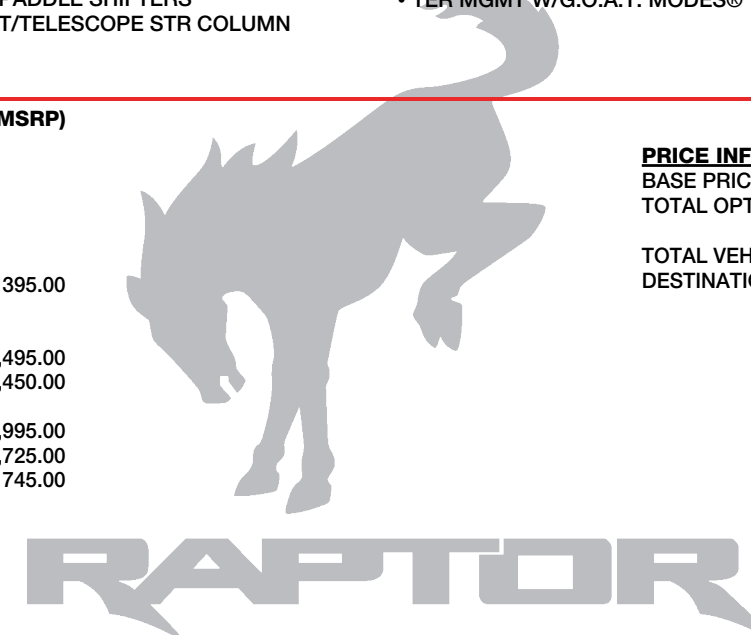 PADDLE SHIFTERS
T/TELESCOPE STR COLUMN
• TER MGMT W/G.O.A.T. MODES®
MSRP)
395.00
,495.00
,450.00
,995.00
,725.00
745.00
PRICE INF
BASE PRIC
TOTAL OPT
TOTAL VEH
DESTINATIO
RAPTOR